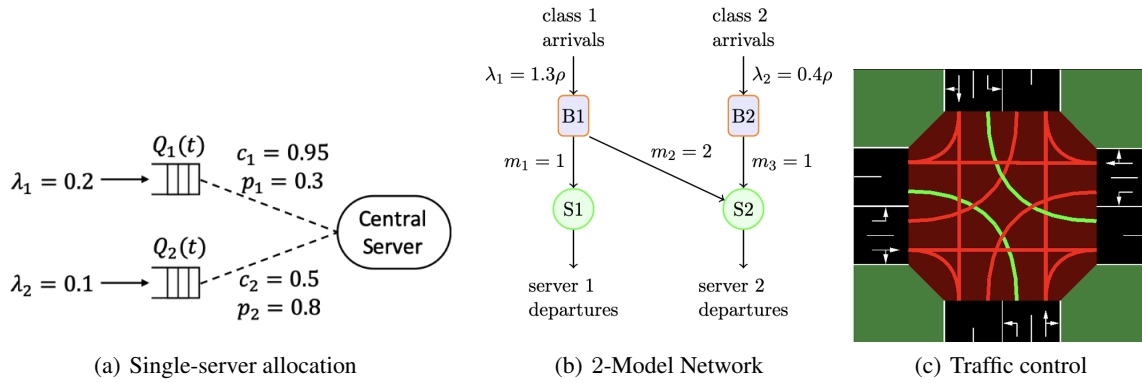 λ₁ = 0.2
Q₁(t)
c₁ = 0.95
p₁ = 0.3
Central
Server
λ₂ = 0.1
Q₂(t)
c₂ = 0.5
p₂ = 0.8
(a) Single-server allocation
class 1
arrivals
class 2
arrivals
λ₁ = 1.3ρ
λ₂ = 0.4ρ
B1
B2
m₁ = 1
m₂ = 2
m₃ = 1
S1
S2
server 1
departures
server 2
departures
(b) 2-Model Network
(c) Traffic control